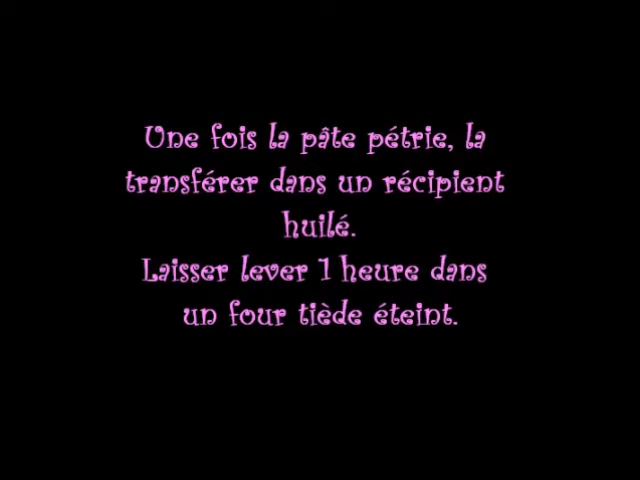 Une fois la pâte pétrie, la
transférer dans un récipient
huilé.
Laisser lever 1 heure dans
un four tiède éteint.